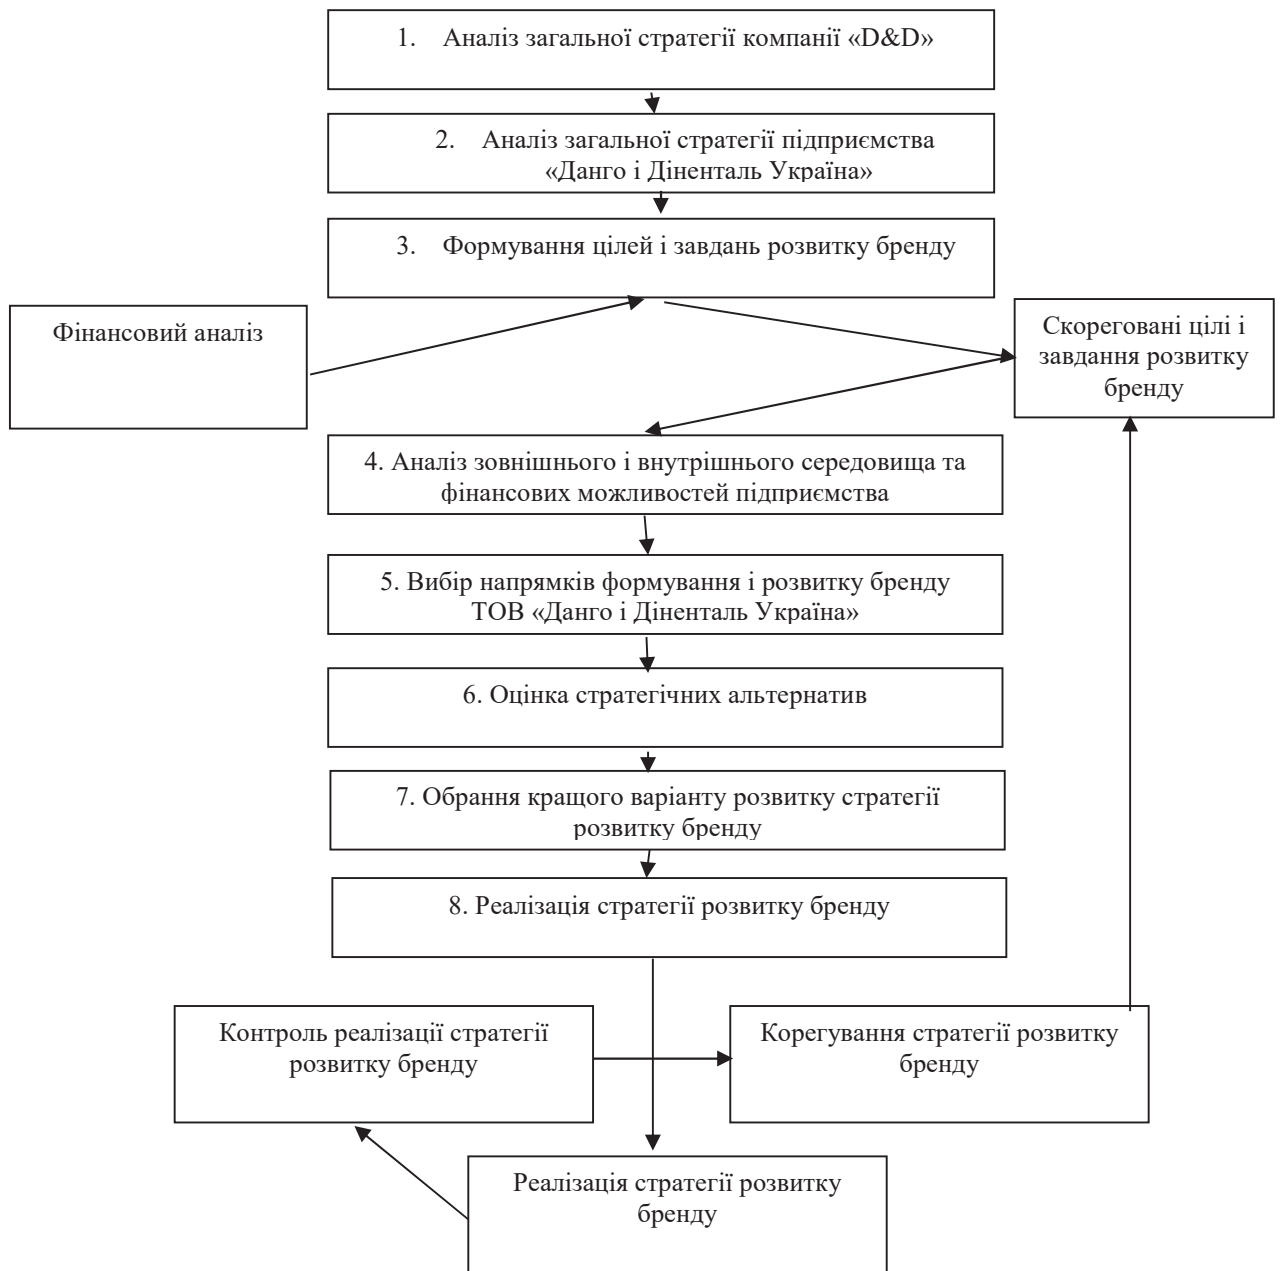 1. Аналіз загальної стратегії компанії «D&D»
2. Аналіз загальної стратегії підприємства
«Данго і Діненталь Україна»
3. Формування цілей і завдань розвитку бренду
Фінансовий аналіз
Скореговані цілі і
завдання розвитку
бренду
4. Аналіз зовнішнього і внутрішнього середовища та
фінансових можливостей підприємства
5. Вибір напрямків формування і розвитку бренду
ТОВ «Данго і Діненталь Україна»
6. Оцінка стратегічних альтернатив
7. Обрання кращого варіанту розвитку стратегії
розвитку бренду
8. Реалізація стратегії розвитку бренду
Контроль реалізації стратегії
розвитку бренду
Корегування стратегії розвитку
бренду
Реалізація стратегії розвитку
бренду